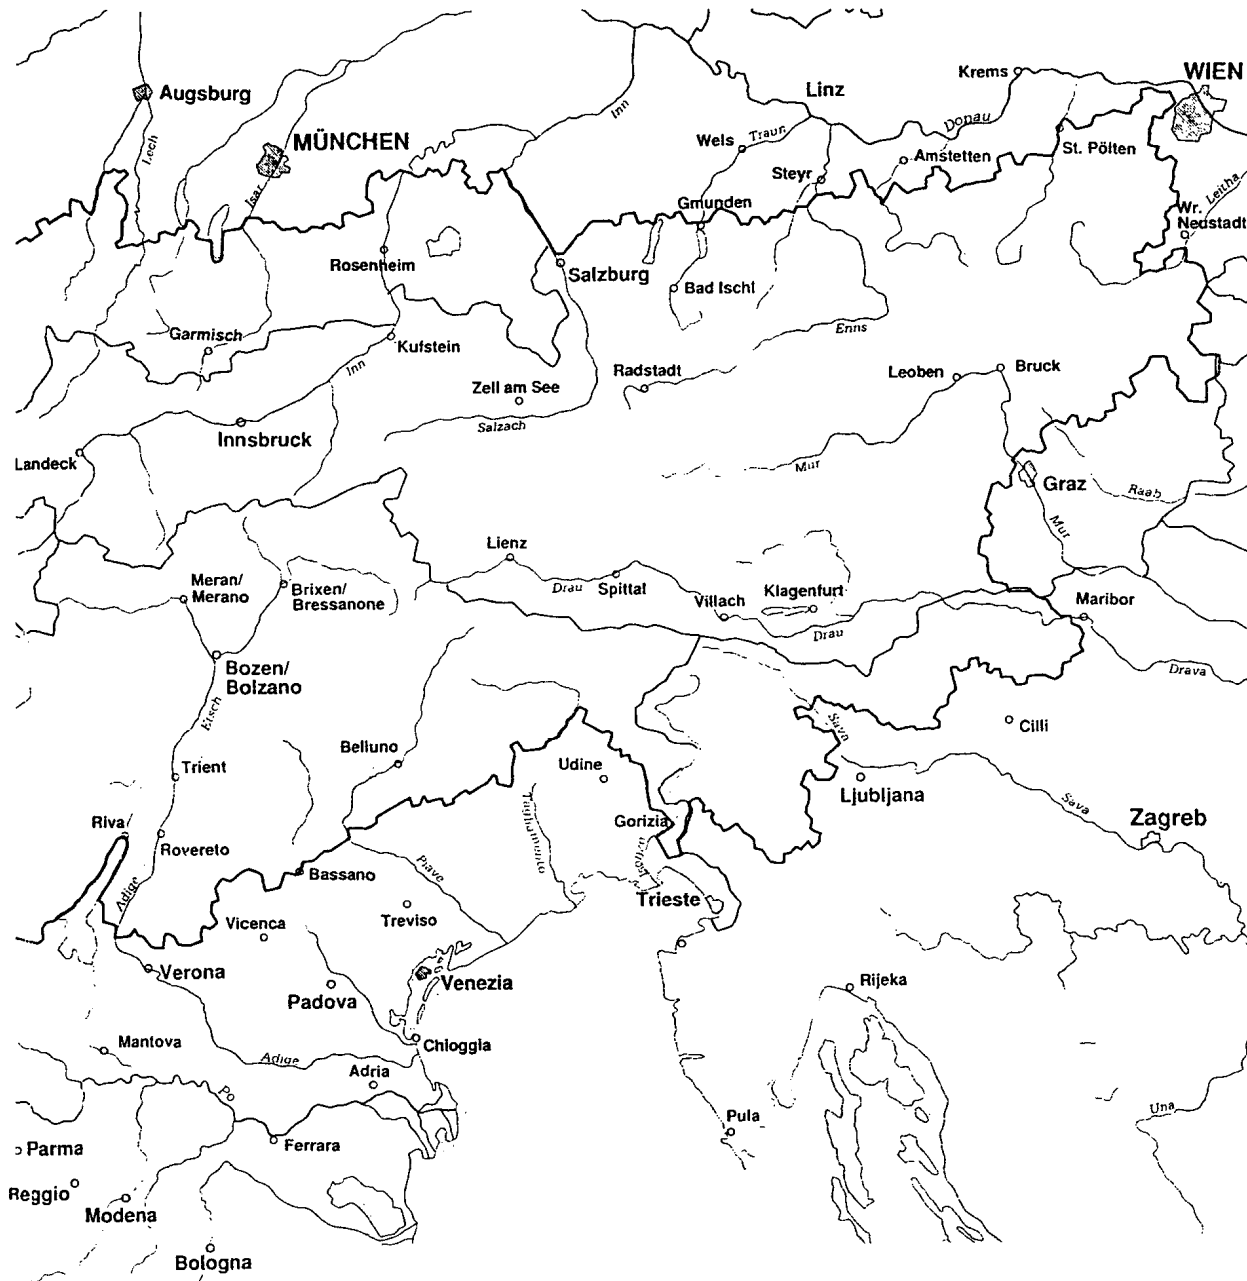 Krems
WIEN
Linz
Augsburg
Inn
Donau
MÜNCHEN
Wels
Traun
Lech
Amstetten
St. Pölten
Steyr
Isar
Gmunden
Leitha
Wr.
Neustadt
Rosenheim
Salzburg
Bad Ischl
Garmisch
Enns
Kufstein
Inn
Radstadt
Leoben
Bruck
Zell am See
Innsbruck
Salzach
Landeck
Mur
Graz
Raab
Mur
Lienz
Meran/
Merano
Brixen/
Bressanone
Drau
Spittal
Klagenfurt
Villach
Maribor
Drau
Bozen/
Bolzano
Drava
Etsch
Sava
Cilli
Belluno
Trient
Udine
Ljubljana
Sava
Tagliamento
Riva
Gorizia
Zagreb
Rovereto
Piave
Bassano
Adige
Trieste
Vicenca
Treviso
Verona
Venezia
Rijeka
Padova
Mantova
Chioggia
Adige
Adria
Po
Una
Pula
Parma
Ferrara
Reggio
Modena
Bologna